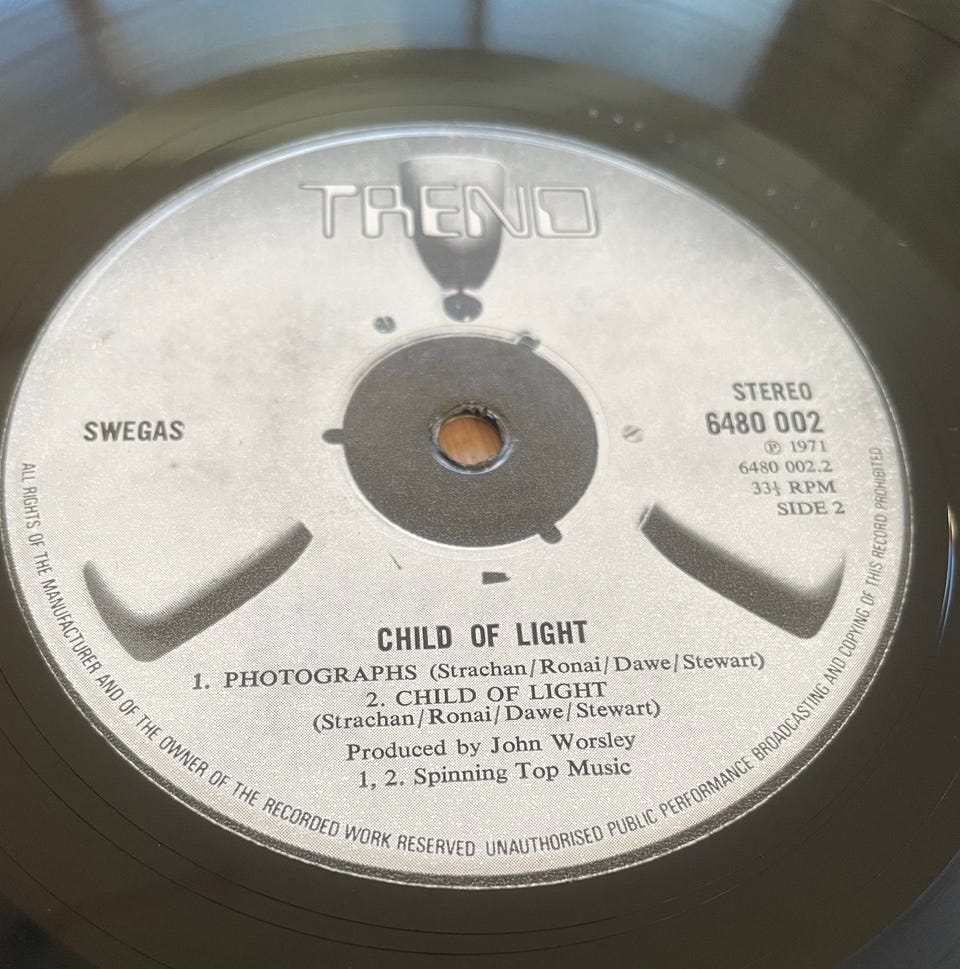 TREND
SWEGAS
STEREO
6480 002
Ⓟ 1971
6480 002.2
33⅓ RPM
SIDE 2
CHILD OF LIGHT
1. PHOTOGRAPHS (Strachan/Ronai/Dawe/Stewart)
2. CHILD OF LIGHT
(Strachan/Ronai/Dawe/Stewart)
Produced by John Worsley
1, 2. Spinning Top Music
ALL RIGHTS OF THE MANUFACTURER AND OF THE OWNER OF THE RECORDED WORK RESERVED UNAUTHORISED PUBLIC PERFORMANCE BROADCASTING AND COPYING OF THIS RECORD PROHIBITED